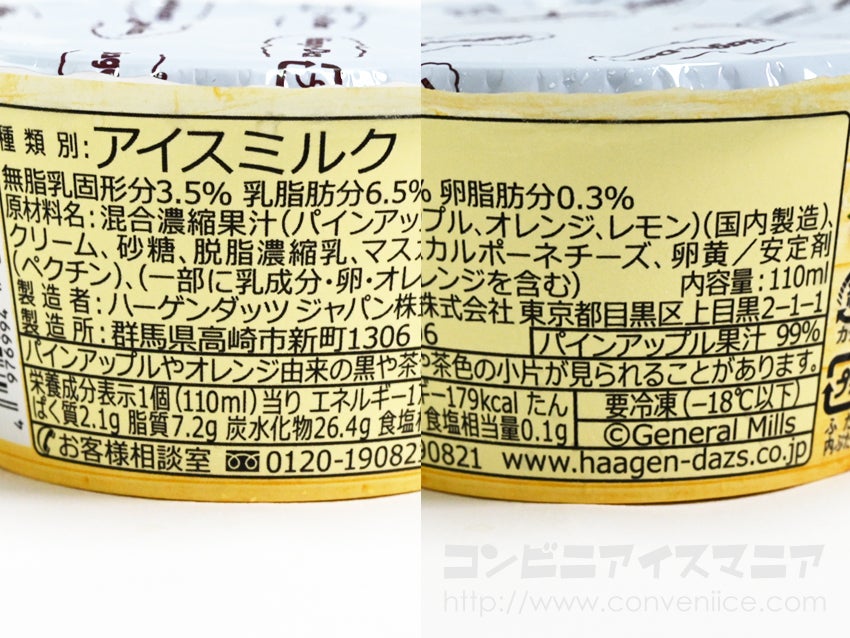 種類別:アイスミルク
無脂乳固形分3.5% 乳脂肪分6.5% 卵脂肪分0.3%
原材料名:混合濃縮果汁(パインアップル、オレンジ、レモン)(国内製造)、
クリーム、砂糖、脱脂濃縮乳、マスカルポーネチーズ、卵黄/安定剤
(ペクチン)、(一部に乳成分・卵・オレンジを含む)
内容量:110ml
製造者:ハーゲンダッツ ジャパン株式会社 東京都目黒区上目黒2-1-1
製造所:群馬県高崎市新町1306
パインアップル果汁 99%
パインアップルやオレンジ由来の黒や茶色の小片が見られることがあります。
栄養成分表示1個(110ml)当り エネルギー179kcal たん
ぱく質2.1g 脂質7.2g 炭水化物26.4g 食塩相当量0.1g
要冷凍(-18℃以下)
©General Mills
お客様相談室 0120-190821 www.haagen-dazs.co.jp
コンビニアイスマニア
http://www.conveniice.com